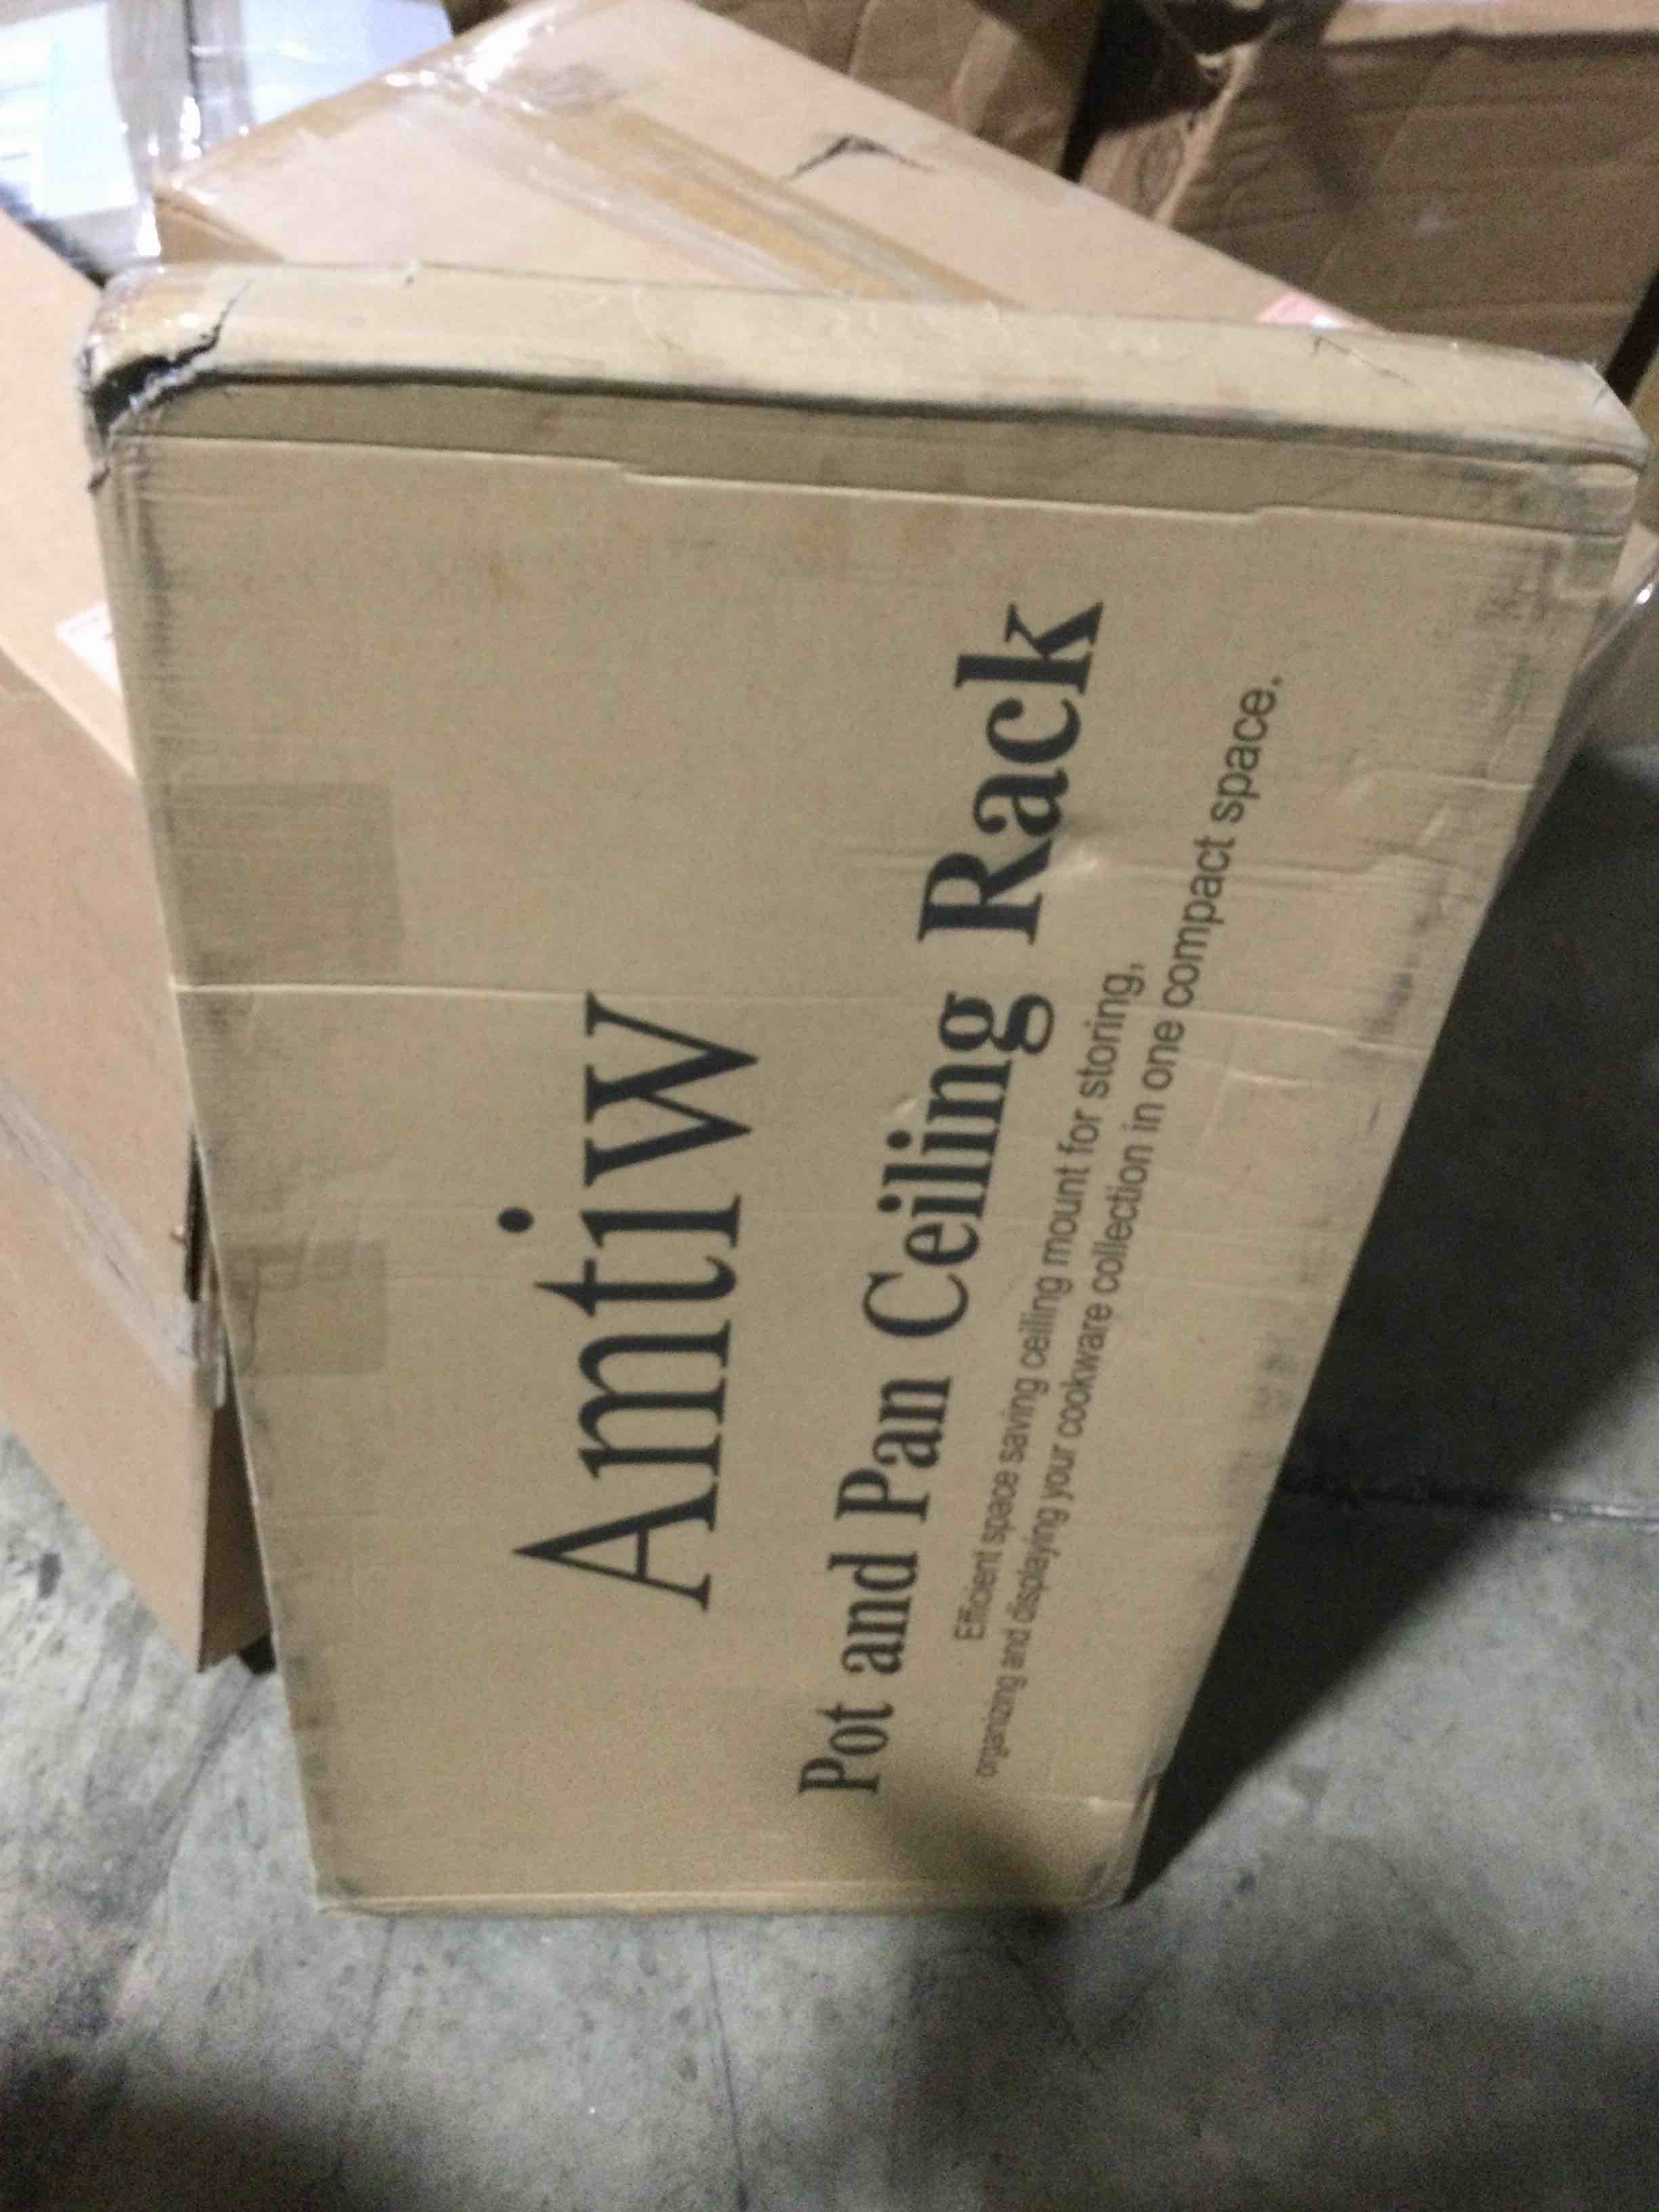 AmtiW
Pot and Pan Ceiling Rack
Efficient space saving ceiling mount for storing,
organizing and displaying your cookware collection in one compact space.